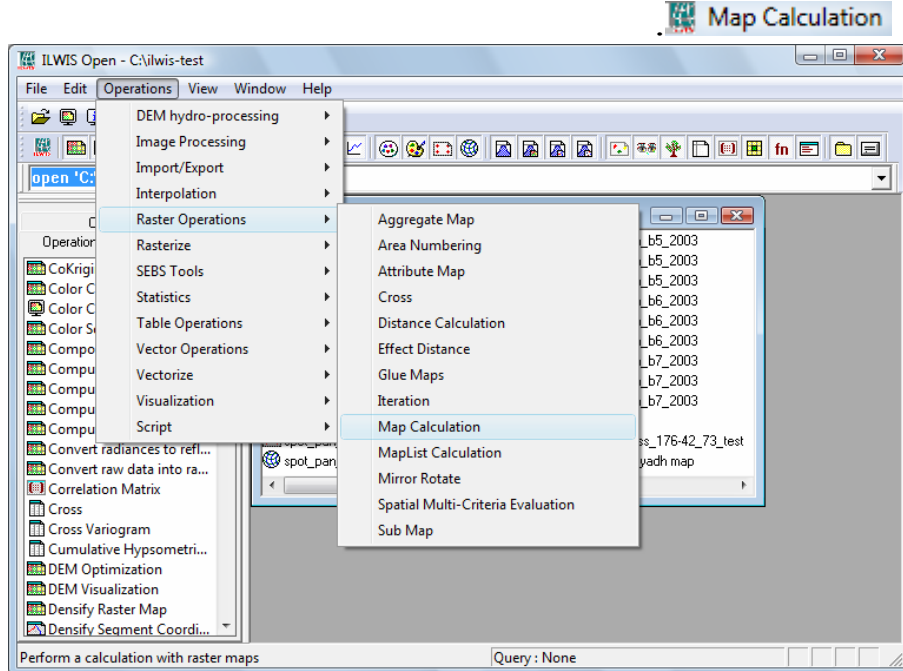 . Map Calculation
ILWIS Open - C:\ilwis-test
File Edit Operations View Window Help
open 'C:'
DEM hydro-processing
Image Processing
Import/Export
Interpolation
Raster Operations
Rasterize
SEBS Tools
Statistics
Table Operations
Vector Operations
Vectorize
Visualization
Script
Aggregate Map
Area Numbering
Attribute Map
Cross
Distance Calculation
Effect Distance
Glue Maps
Iteration
Map Calculation
MapList Calculation
Mirror Rotate
Spatial Multi-Criteria Evaluation
Sub Map
_b5_2003
_b5_2003
_b5_2003
_b6_2003
_b6_2003
_b6_2003
_b7_2003
_b7_2003
_b7_2003
ss_176-42_73_test
yadh map
spot_pan
Operation
CoKrigi
Color C
Color C
Color S
Compo
Compu
Compu
Compu
Compu
Convert radiances to refl...
Convert raw data into ra...
Correlation Matrix
Cross
Cross Variogram
Cumulative Hypsometri...
DEM Optimization
DEM Visualization
Densify Raster Map
Densify Segment Coordi...
Perform a calculation with raster maps
Query : None
fn